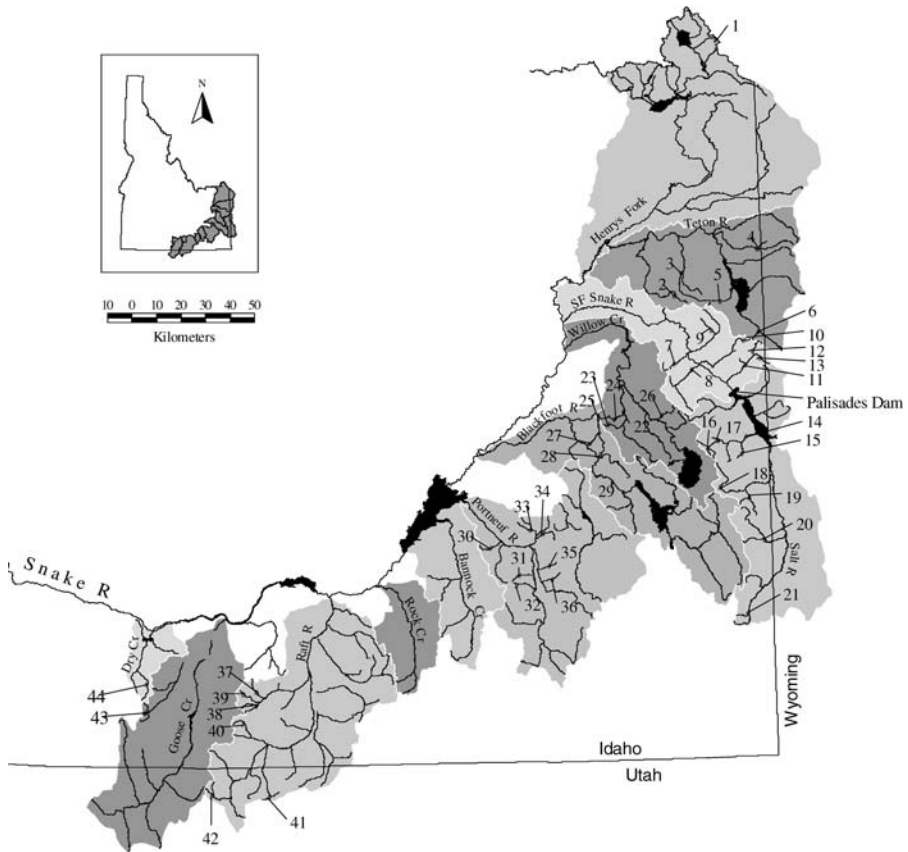 1
N
Henrys Fork
Teton R
4
3
5
2
10 0 10 20 30 40 50
Kilometers
SF Snake R
Willow Cr
6
10
9
12
7
13
11
8
23
Palisades Dam
24
26
25
Blackfoot R
14
22
16
17
27
15
28
18
29
34
33
19
Portneuf R
30
20
35
31
Salt R
Snake R
Bannock C
32
36
21
Rock Cr
Raft R
Dry Cr
37
44
39
43
38
Goose Cr
40
Wyoming
Idaho
Utah
41
42